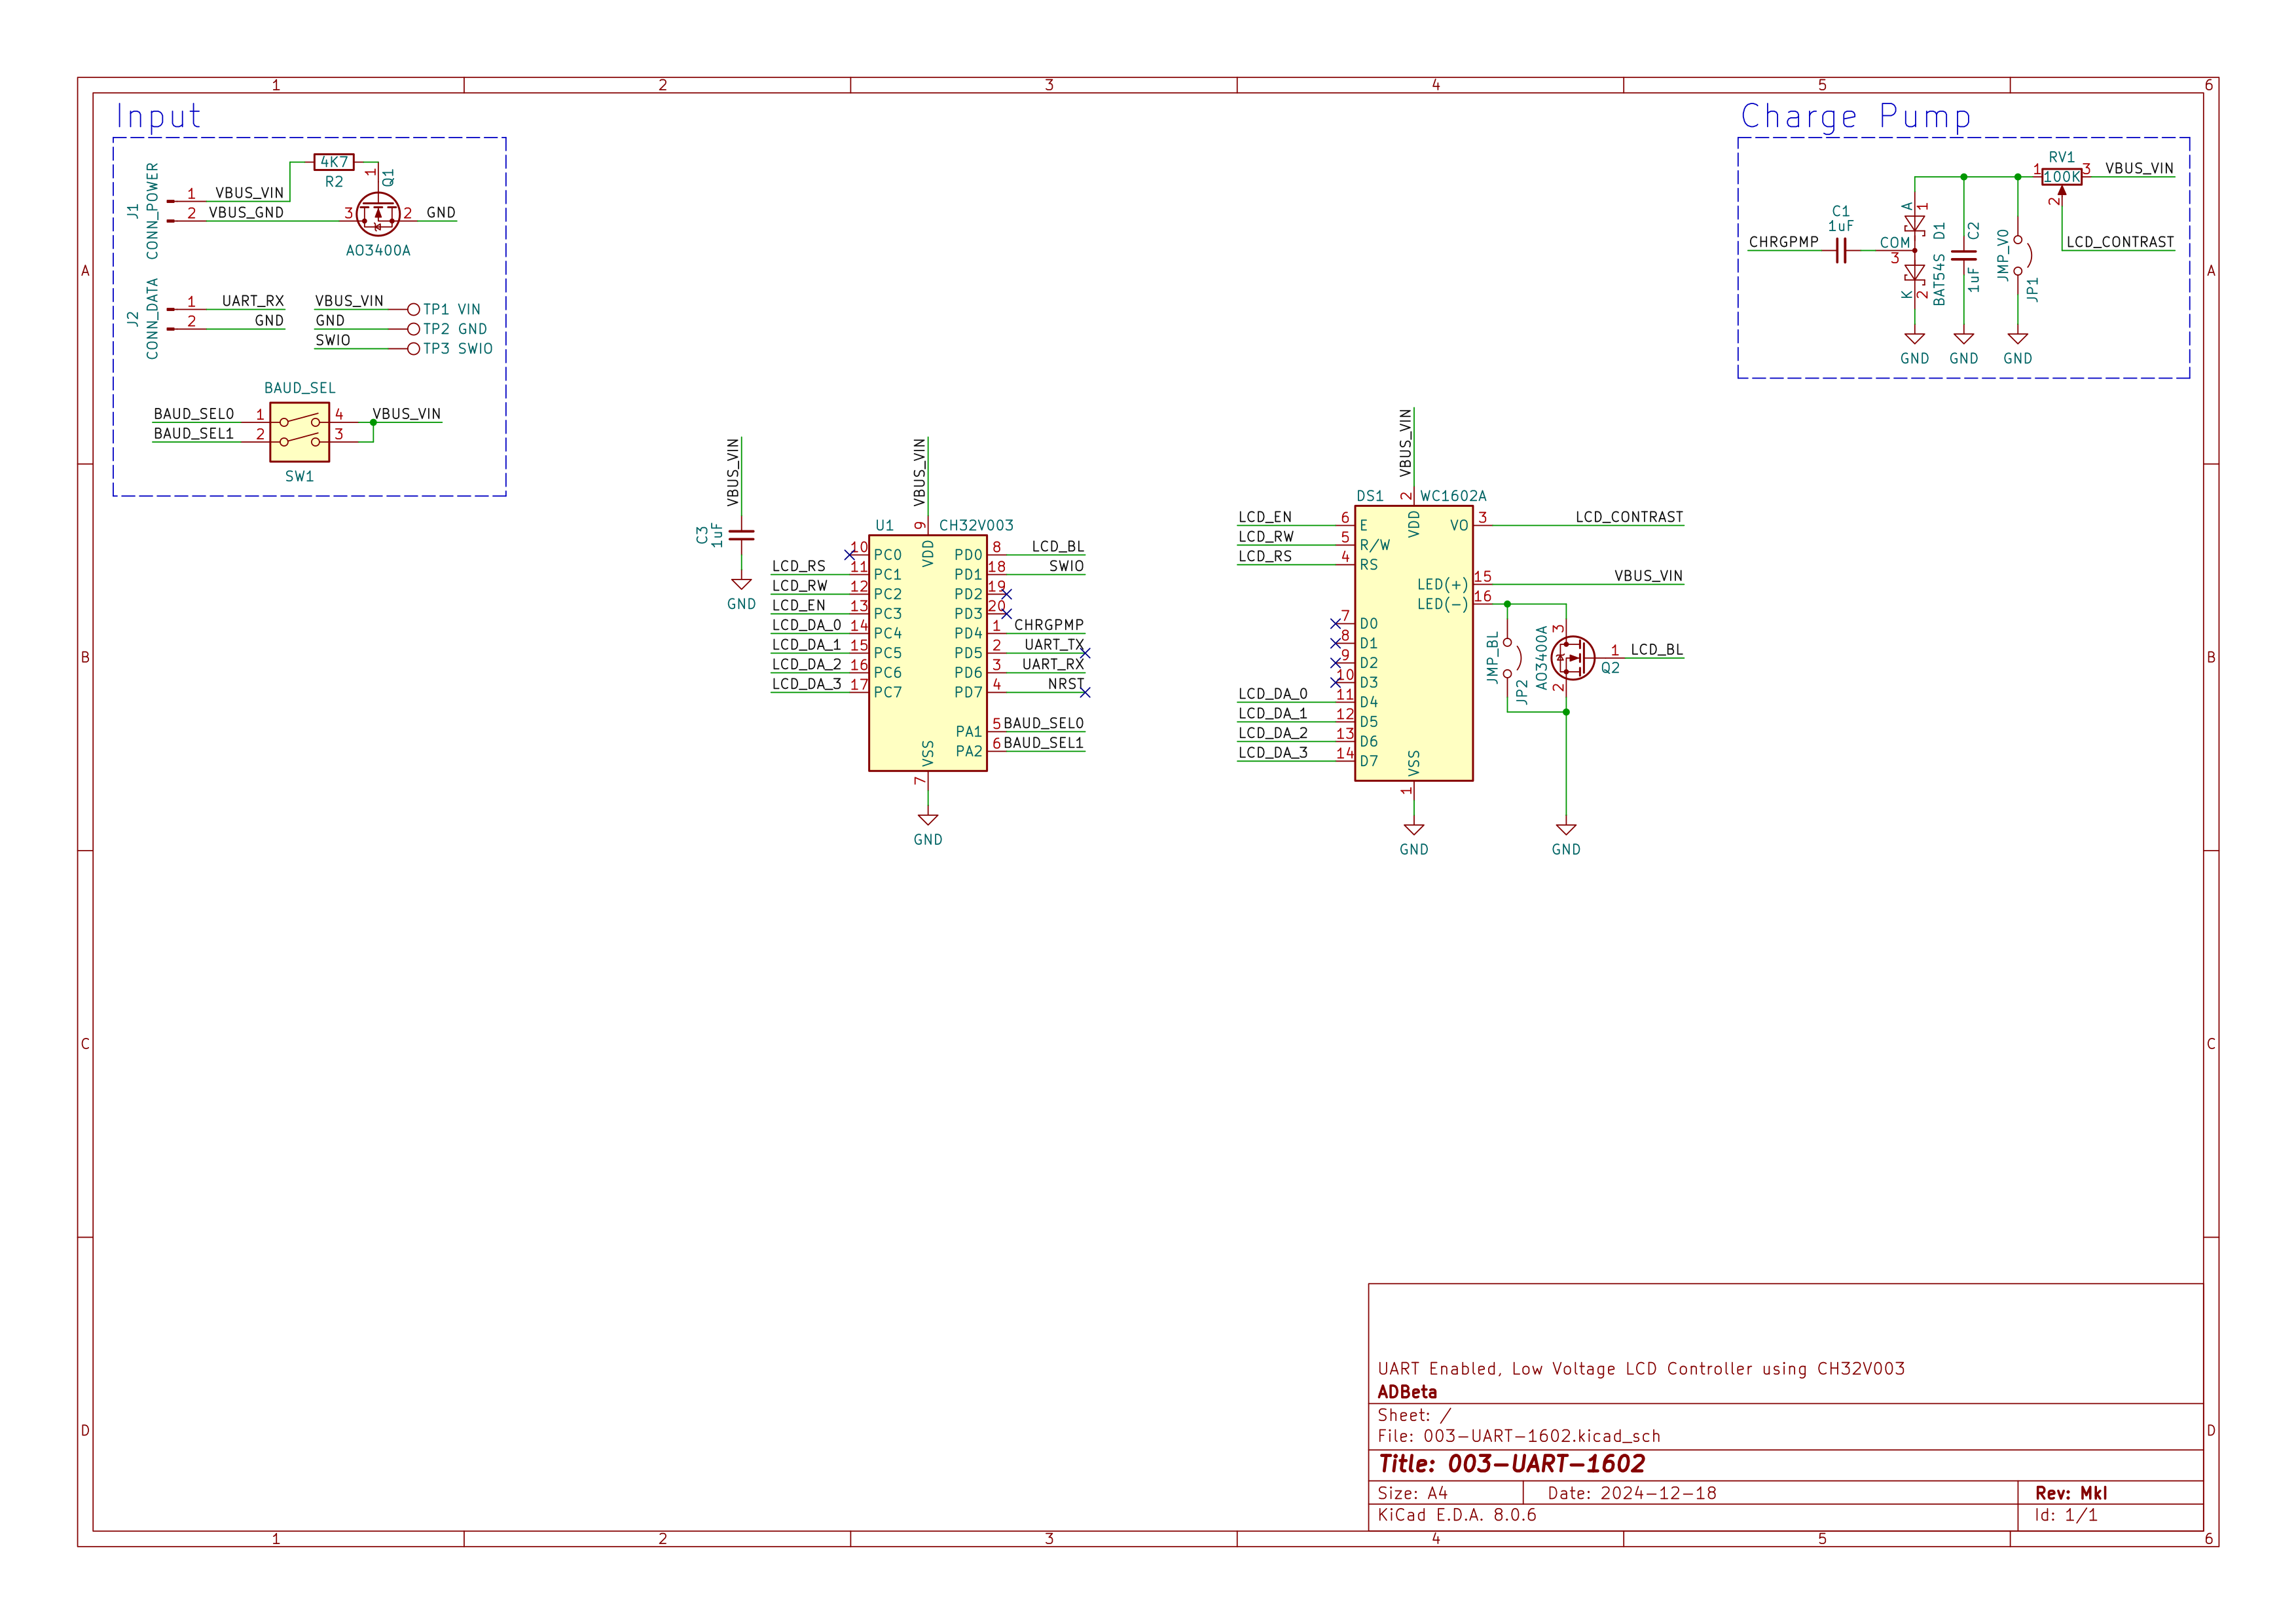 1 2 3 4 5 6
Input
Charge Pump
J1
CONN_POWER
1 VBUS_VIN
2 VBUS_GND
4K7
R2
1
Q1
3
2
GND
AO3400A
J2
CONN_DATA
1 UART_RX
2 GND
VBUS_VIN TP1 VIN
GND TP2 GND
SWIO TP3 SWIO
BAUD_SEL
BAUD_SEL0 1 4 VBUS_VIN
BAUD_SEL1 2 3
SW1
CHRGPMP
C1
1uF
COM
3
A
1
K
2
D1
BAT54S
C2
1uF
JMP_V0
JP1
RV1
1 100K 3
2
VBUS_VIN
LCD_CONTRAST
GND GND GND
A A
VBUS_VIN
C3
1uF
GND
VBUS_VIN
U1 9 CH32V003
VDD
10 PC0
LCD_RS 11 PC1
LCD_RW 12 PC2
LCD_EN 13 PC3
LCD_DA_0 14 PC4
LCD_DA_1 15 PC5
LCD_DA_2 16 PC6
LCD_DA_3 17 PC7
PD0 8 LCD_BL
PD1 18 SWIO
PD2 19
PD3 20
PD4 1 CHRGPMP
PD5 2 UART_TX
PD6 3 UART_RX
PD7 4 NRST
PA1 5 BAUD_SEL0
PA2 6 BAUD_SEL1
VSS
7
GND
VBUS_VIN
DS1 2 WC1602A
VDD
LCD_EN 6 E
LCD_RW 5 R/W
LCD_RS 4 RS
7 D0
8 D1
9 D2
10 D3
LCD_DA_0 11 D4
LCD_DA_1 12 D5
LCD_DA_2 13 D6
LCD_DA_3 14 D7
VO 3 LCD_CONTRAST
LED(+) 15 VBUS_VIN
LED(-) 16
VSS
1
GND
JMP_BL
JP2
AO3400A
3
2
1 LCD_BL
Q2
GND
B B
C C
D D
UART Enabled, Low Voltage LCD Controller using CH32V003
ADBeta
Sheet: /
File: 003-UART-1602.kicad_sch
Title: 003-UART-1602
Size: A4 Date: 2024-12-18 Rev: MkI
KiCad E.D.A. 8.0.6 Id: 1/1
1 2 3 4 5 6